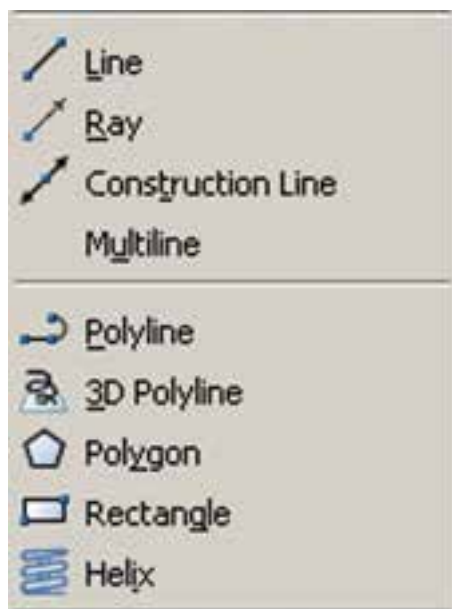 Line
Ray
Construction Line
Multiline
Polyline
3D Polyline
Polygon
Rectangle
Helix